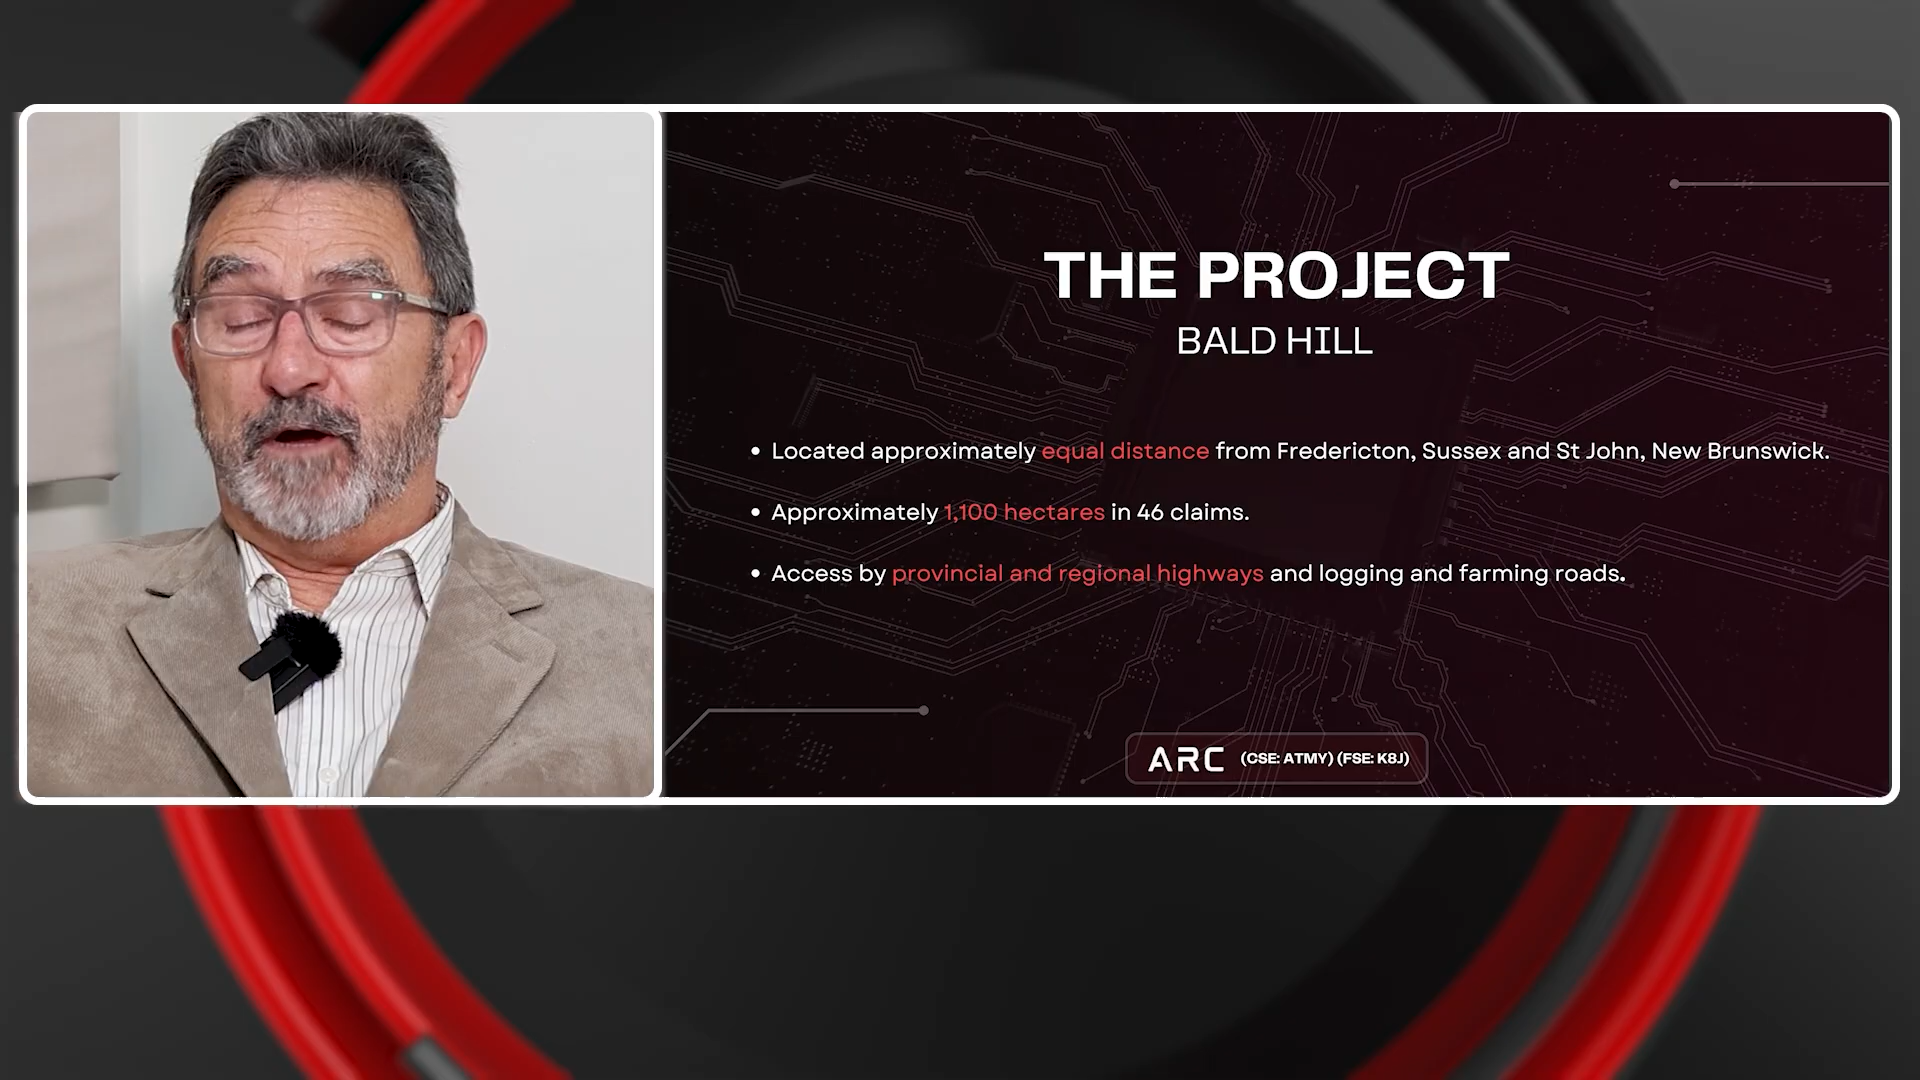 THE PROJECT
BALD HILL
• Located approximately equal distance from Fredericton, Sussex and St John, New Brunswick.
• Approximately 1,100 hectares in 46 claims.
• Access by provincial and regional highways and logging and farming roads.
ARC (CSE: ATMY) (FSE: K8J)